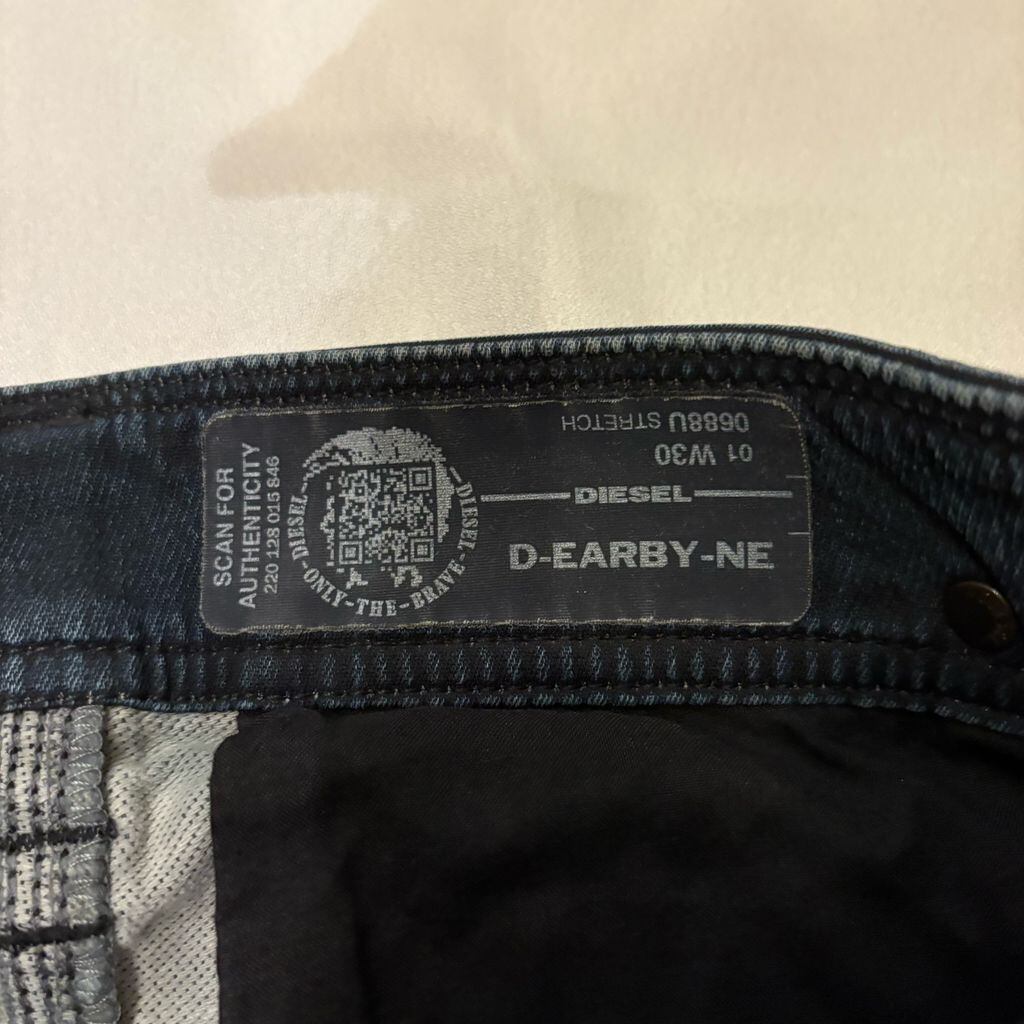 SCAN FOR
AUTHENTICITY
220 128 015 846
DIESEL-ONLY-THE-BRAVE-DIESEL
0688U STRETCH
01 W30
DIESEL
D-EARBY-NE